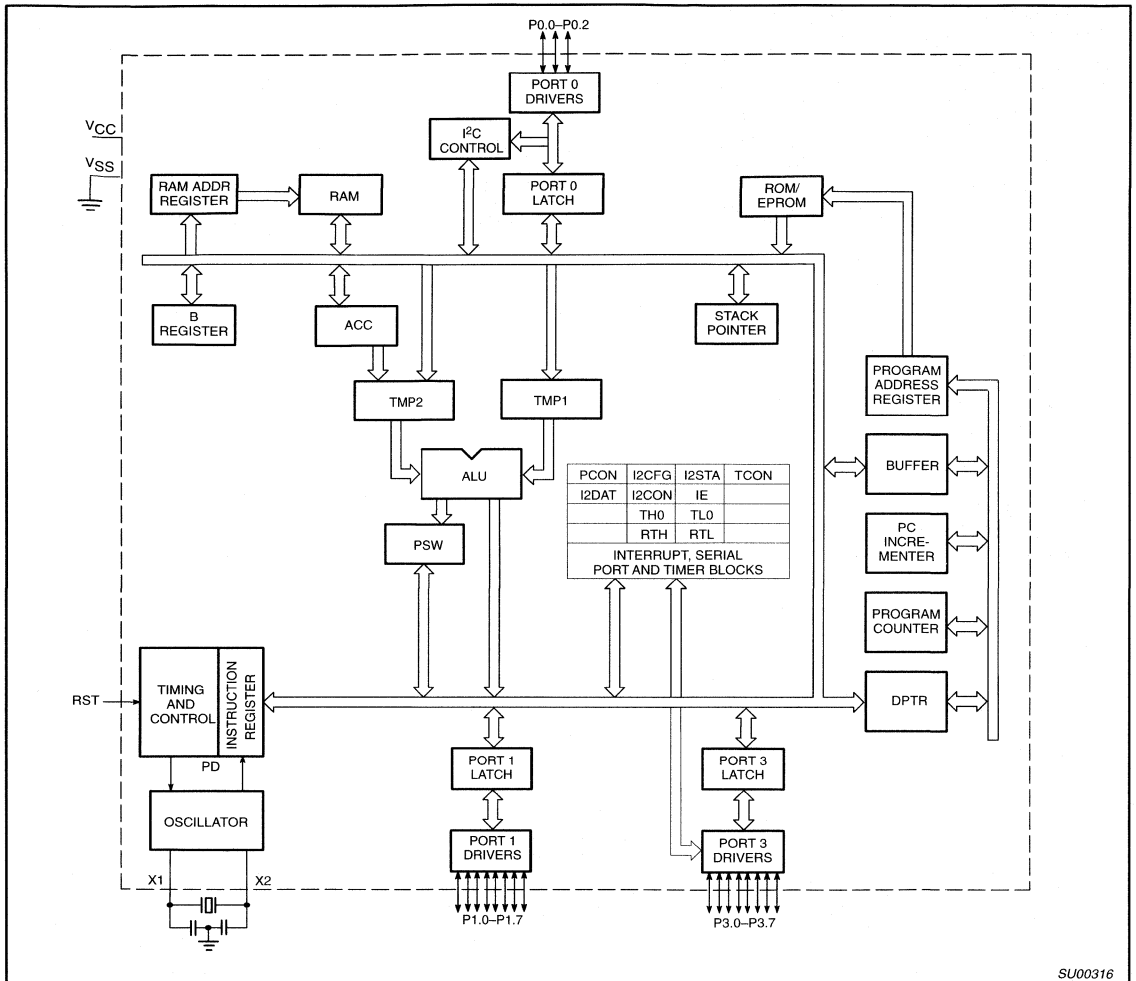 P0.0–P0.2
PORT 0
DRIVERS
VCC
I²C
CONTROL
VSS
RAM ADDR
REGISTER
RAM
PORT 0
LATCH
ROM/
EPROM
B
REGISTER
ACC
STACK
POINTER
PROGRAM
ADDRESS
REGISTER
TMP2
TMP1
ALU
BUFFER
PCON I2CFG I2STA TCON
I2DAT I2CON IE
TH0 TL0
RTH RTL
INTERRUPT, SERIAL
PORT AND TIMER BLOCKS
PSW
PC
INCRE-
MENTER
PROGRAM
COUNTER
RST
TIMING
AND
CONTROL
INSTRUCTION
REGISTER
DPTR
PD
PORT 1
LATCH
PORT 3
LATCH
OSCILLATOR
PORT 1
DRIVERS
PORT 3
DRIVERS
X1
X2
P1.0–P1.7
P3.0–P3.7
SU00316